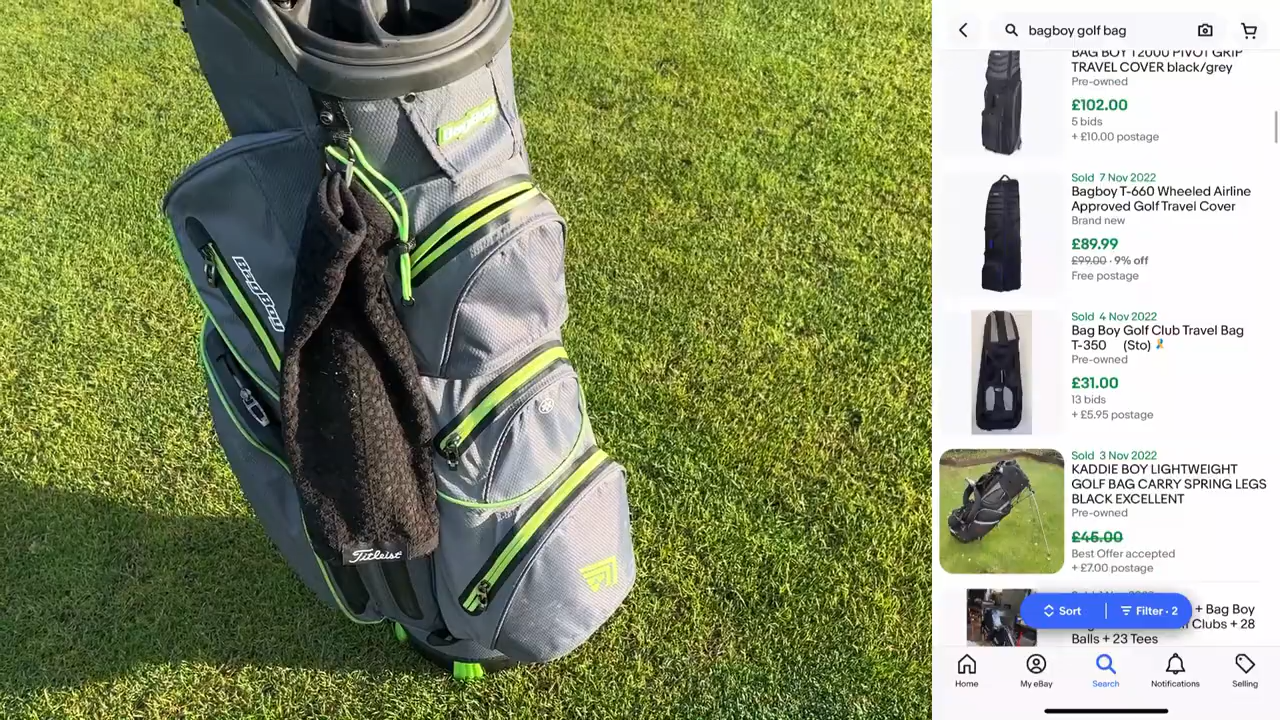 BagBoy
BagBoy
Titleist
bagboy golf bag
BAG BOY T2000 PIVOT GRIP
TRAVEL COVER black/grey
Pre-owned
£102.00
5 bids
+ £10.00 postage
Sold 7 Nov 2022
Bagboy T-660 Wheeled Airline
Approved Golf Travel Cover
Brand new
£89.99
£99.00 · 9% off
Free postage
Sold 4 Nov 2022
Bag Boy Golf Club Travel Bag
T-350 (Sto)
Pre-owned
£31.00
13 bids
+ £5.95 postage
Sold 3 Nov 2022
KADDIE BOY LIGHTWEIGHT
GOLF BAG CARRY SPRING LEGS
BLACK EXCELLENT
Pre-owned
£45.00
Best Offer accepted
+ £7.00 postage
+ Bag Boy
Clubs + 28
Balls + 23 Tees
Sort
Filter · 2
Home
My eBay
Search
Notifications
Selling